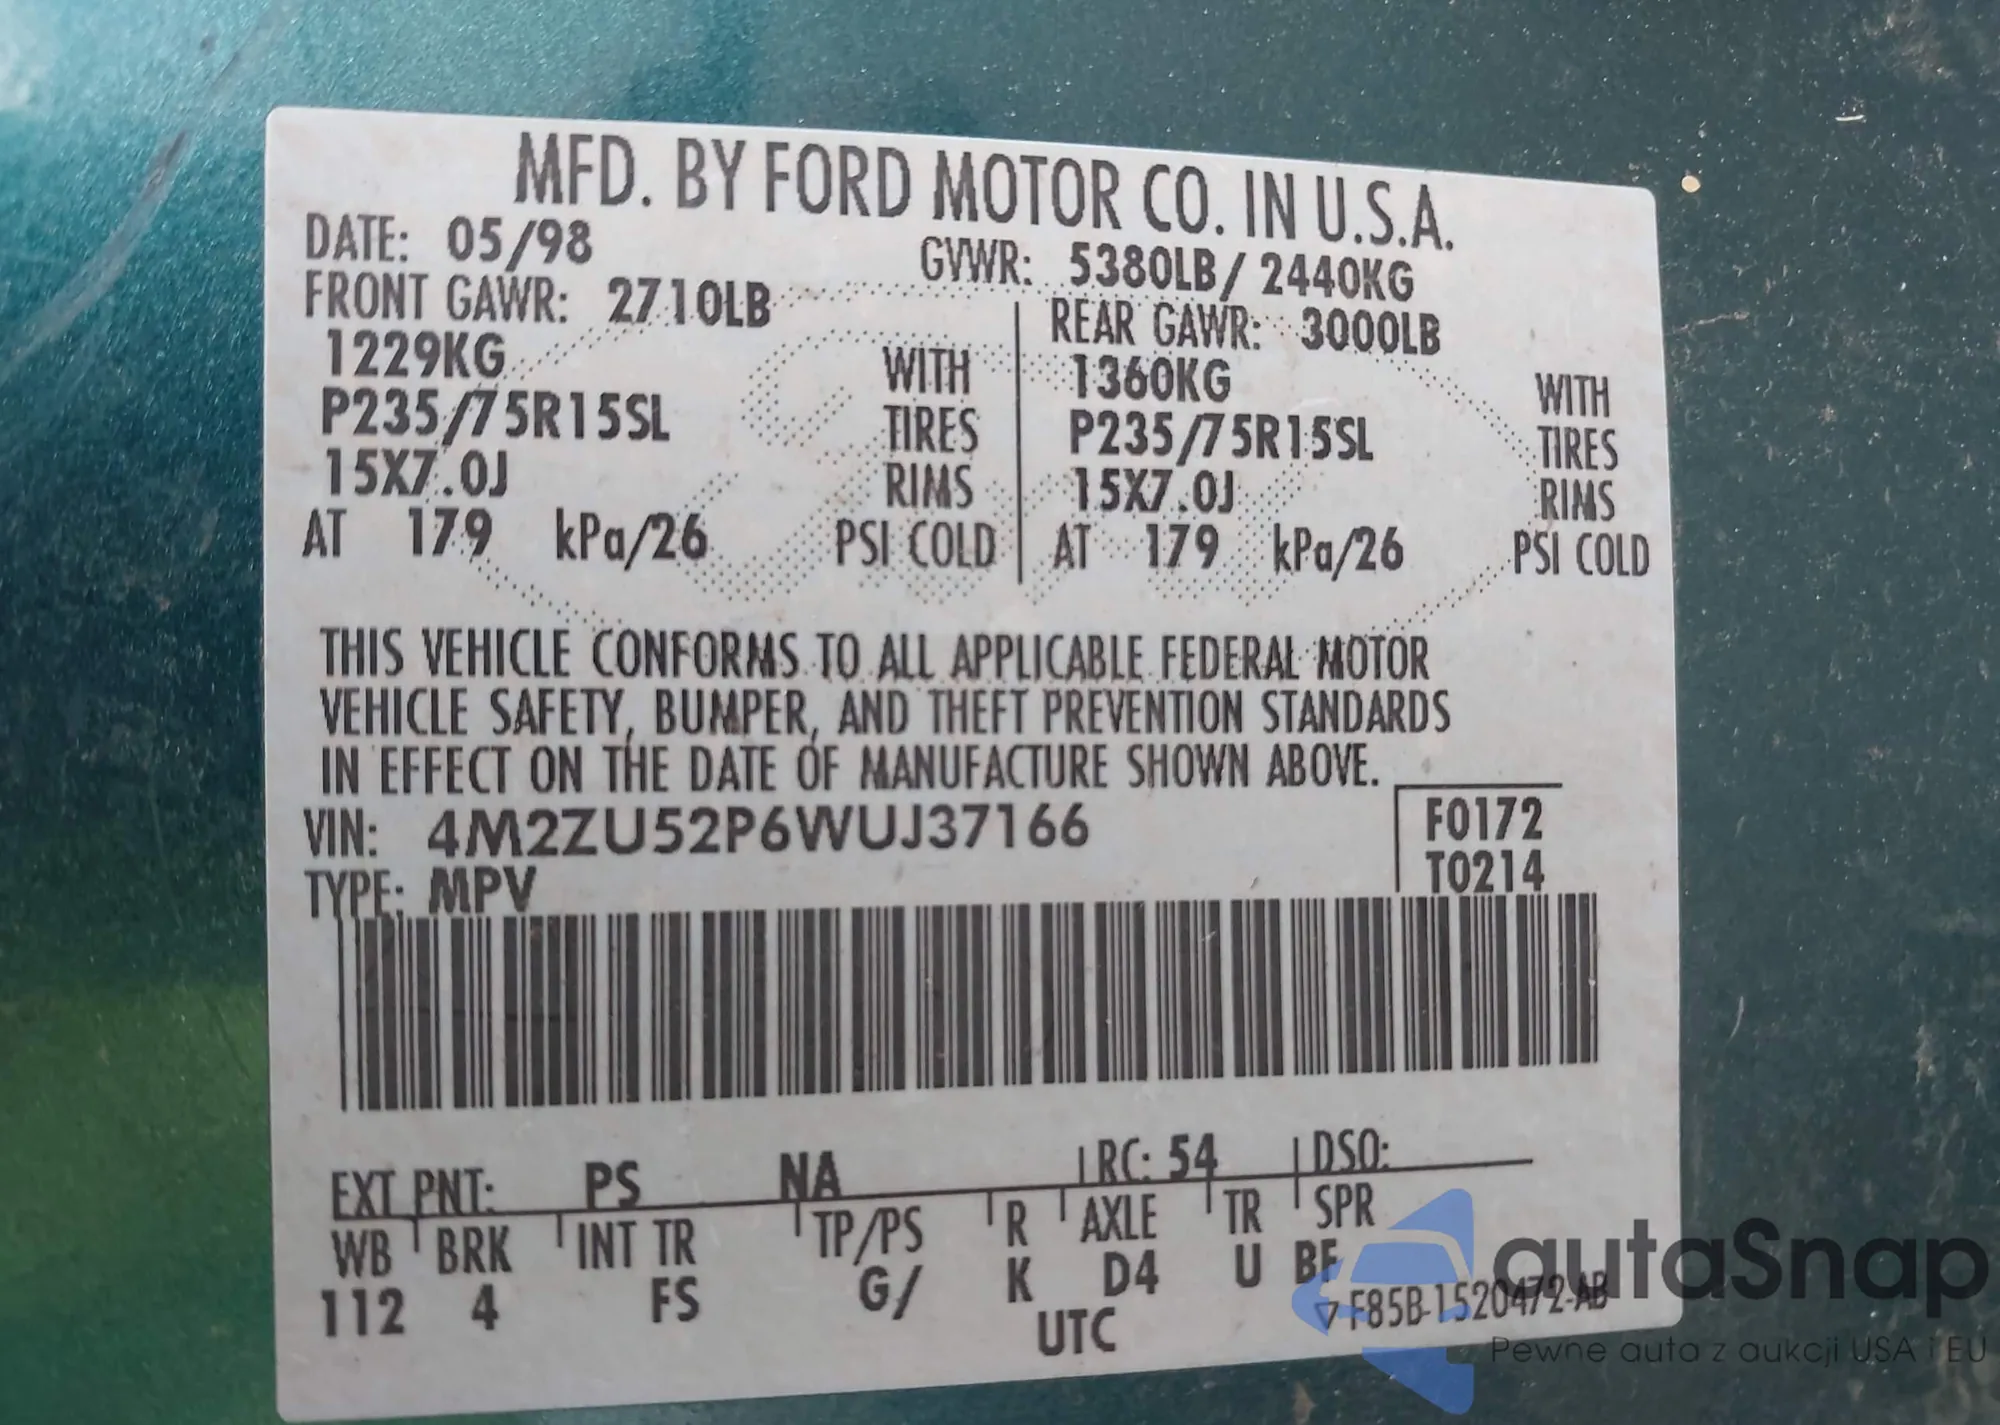 MFD. BY FORD MOTOR CO. IN U.S.A.
DATE: 05/98 GVWR: 5380LB/ 2440KG
FRONT GAWR: 2710LB REAR GAWR: 3000LB
1229KG WITH 1360KG WITH
P235/75R15SL TIRES P235/75R15SL TIRES
15X7.0J RIMS 15X7.0J RIMS
AT 179 kPa/26 PSI COLD AT 179 kPa/26 PSI COLD
THIS VEHICLE CONFORMS TO ALL APPLICABLE FEDERAL MOTOR
VEHICLE SAFETY, BUMPER, AND THEFT PREVENTION STANDARDS
IN EFFECT ON THE DATE OF MANUFACTURE SHOWN ABOVE.
VIN: 4M2ZU52P6WUJ37166 F0172
TYPE: MPV T0214
EXT PNT: PS NA RC: 54 DSO:
WB BRK INT TR TP/PS R AXLE TR SPR
112 4 FS G/ K D4 U BF
UTC F85B-1520472-AB
autaSnap
Pewne auta z aukcji USA i EU